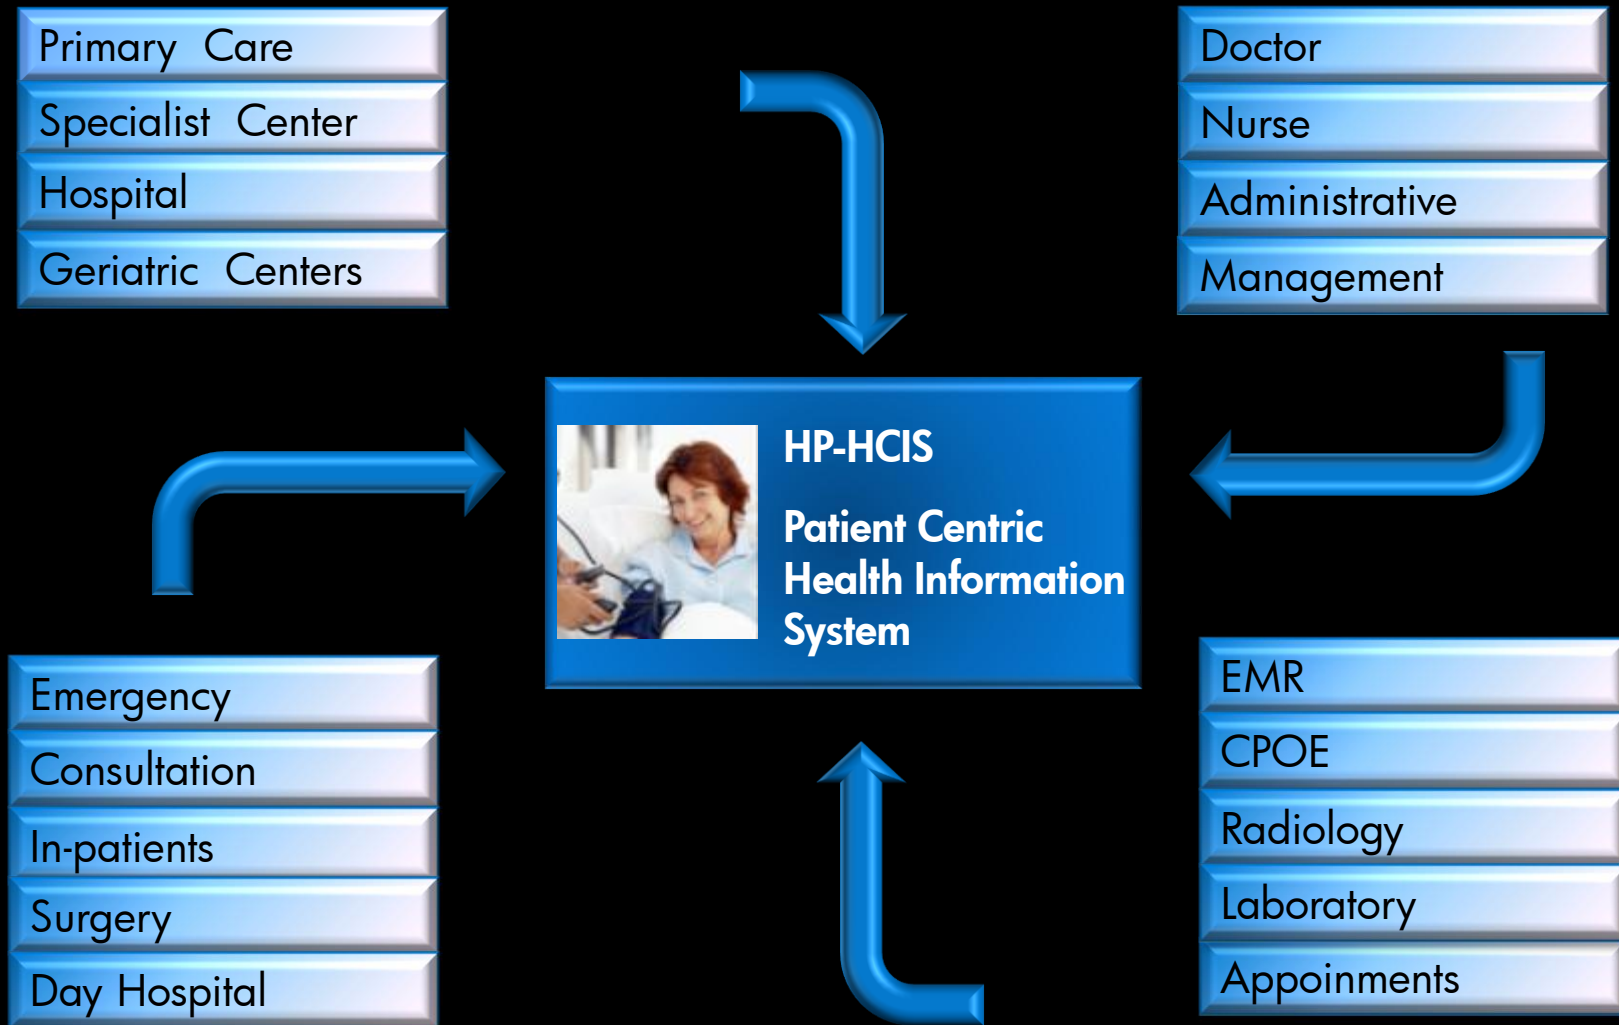 Primary Care
Specialist Center
Hospital
Geriatric Centers
Doctor
Nurse
Administrative
Management
HP-HCIS
Patient Centric
Health Information
System
Emergency
Consultation
In-patients
Surgery
Day Hospital
EMR
CPOE
Radiology
Laboratory
Appoinments